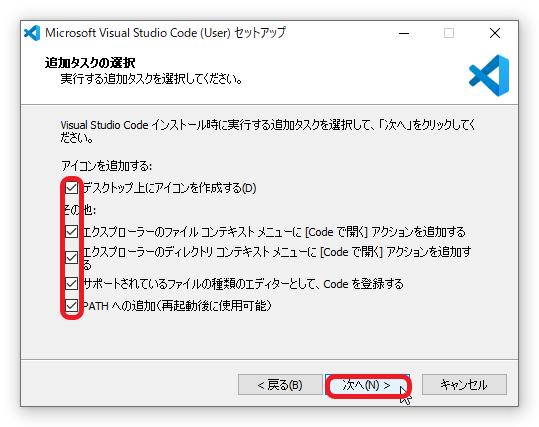 Microsoft Visual Studio Code (User) セットアップ
追加タスクの選択
実行する追加タスクを選択してください。
Visual Studio Code インストール時に実行する追加タスクを選択して、「次へ」をクリックしてく
ださい。
アイコンを追加する:
デスクトップ上にアイコンを作成する(D)
その他:
エクスプローラーのファイル コンテキスト メニューに [Code で開く] アクションを追加する
エクスプローラーのディレクトリ コンテキスト メニューに [Code で開く] アクションを追加す
る
サポートされているファイルの種類のエディターとして、Code を登録する
PATH への追加（再起動後に使用可能）
< 戻る(B) 次へ(N) > キャンセル